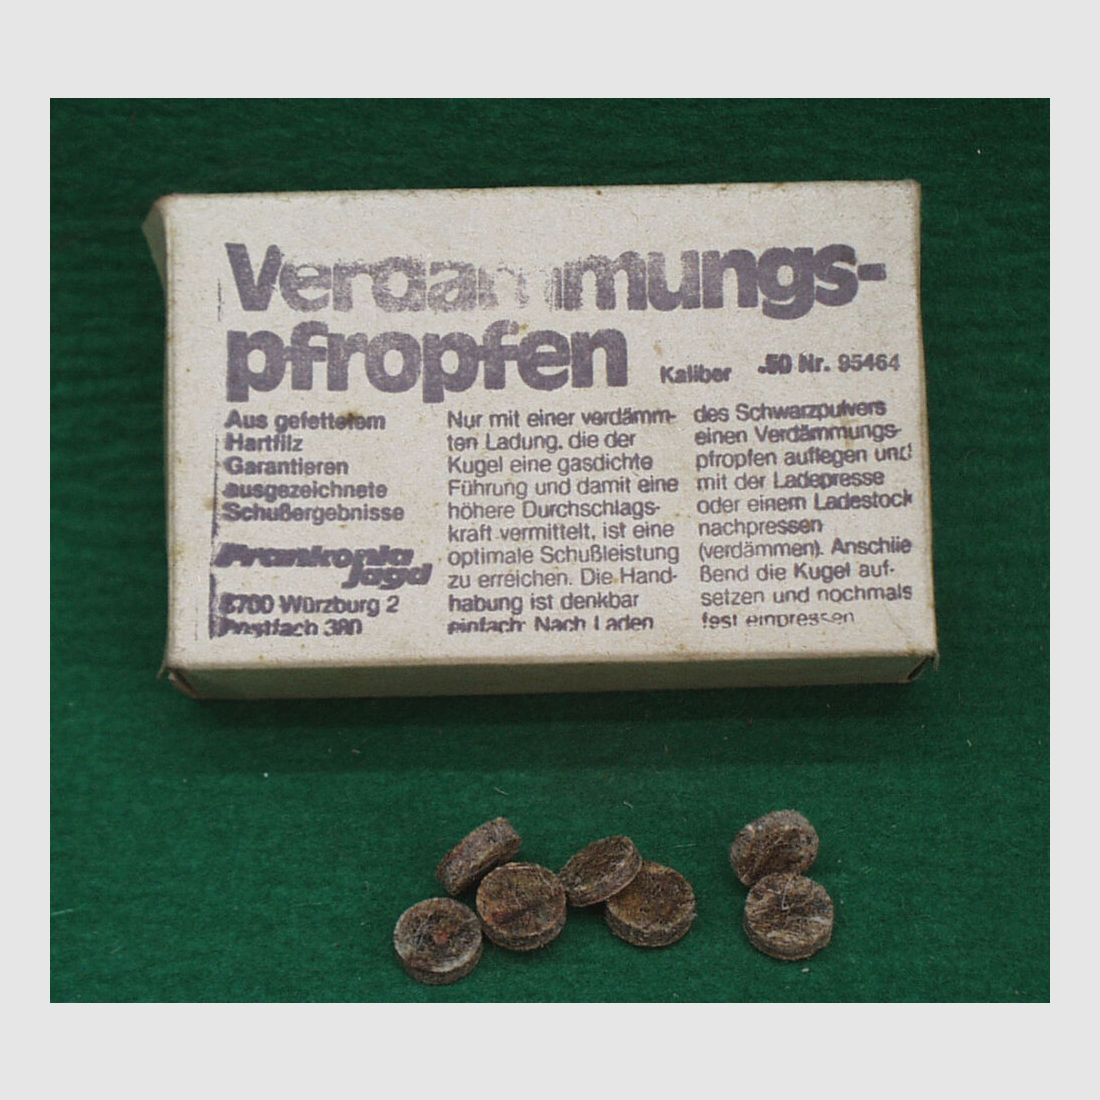 Verdämmungs-
pfropfen
Kaliber .50 Nr. 95464
Aus gefettetem
Hartfilz
Garantieren
ausgezeichnete
Schußergebnisse
Frankonia
Jagd
8700 Würzburg 2
Postfach 380
Nur mit einer verdämm-
ten Ladung, die der
Kugel eine gasdichte
Führung und damit eine
höhere Durchschlags-
kraft vermittelt, ist eine
optimale Schußleistung
zu erreichen. Die Hand-
habung ist denkbar
einfach: Nach Laden
des Schwarzpulvers
einen Verdämmungs-
pfropfen auflegen und
mit der Ladepresse
oder einem Ladestock
nachpressen
(verdämmen). Anschlie
ßend die Kugel auf-
setzen und nochmals
fest einpressen